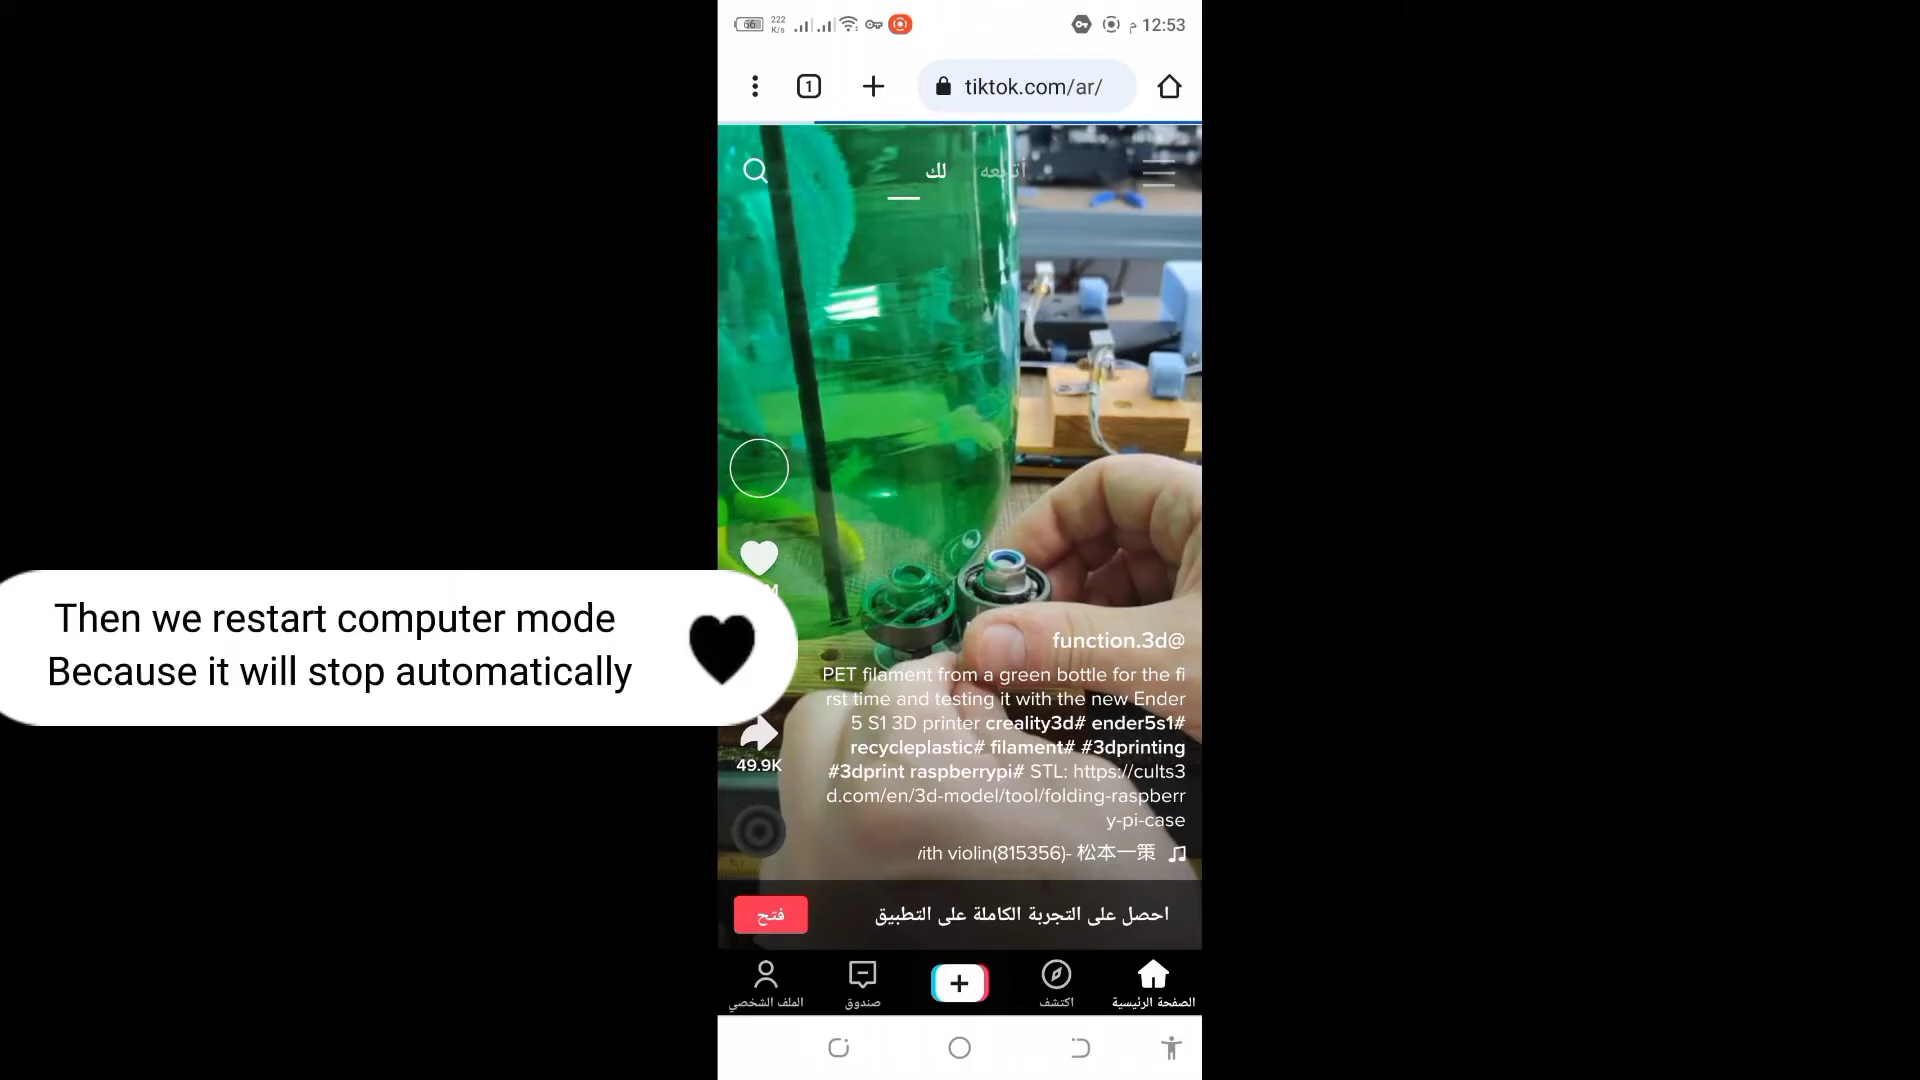 66
222
K/s
م 12:53
1
tiktok.com/ar/
لك
أتابعه
Then we restart computer mode
Because it will stop automatically
49.9K
function.3d@
PET filament from a green bottle for the fi
rst time and testing it with the new Ender
5 S1 3D printer creality3d# ender5s1#
recycleplastic# filament# #3dprinting
#3dprint raspberrypi# STL: https://cults3
d.com/en/3d-model/tool/folding-raspberr
y-pi-case
ith violin(815356)- 松本一策
احصل على التجربة الكاملة على التطبيق
فتح
الصفحة الرئيسية
اكتشف
صندوق
الملف الشخصي